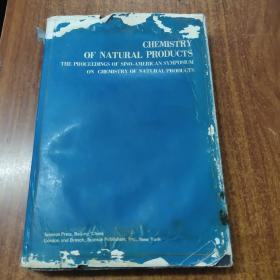 CHEMISTRY
OF NATURAL PRODUCTS
THE PROCEEDINGS OF SINO-AMERICAN SYMPOSIUM
ON CHEMISTRY OF NATURAL PRODUCTS
Science Press, Beijing, China
Gordon and Breach, Science Publishers, Inc., New York